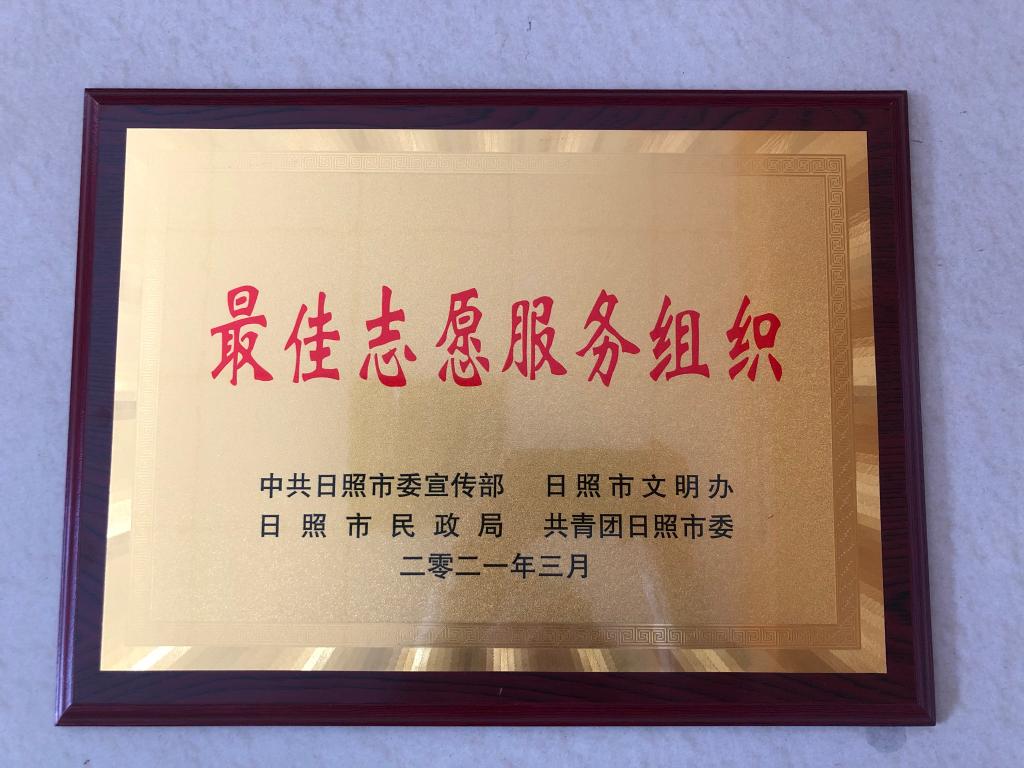 最佳志愿服务组织
中共日照市委宣传部 日照市文明办
日照市民政局 共青团日照市委
二零二一年三月